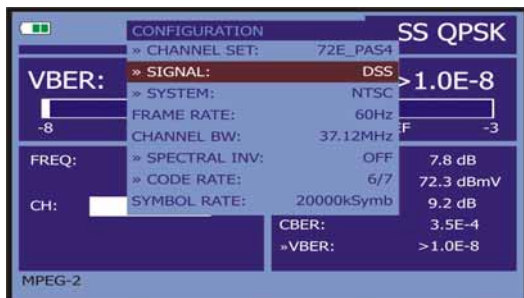 CONFIGURATION
SS QPSK
» CHANNEL SET: 72E_PAS4
» SIGNAL: DSS
» SYSTEM: NTSC
FRAME RATE: 60Hz
CHANNEL BW: 37.12MHz
» SPECTRAL INV: OFF
» CODE RATE: 6/7
SYMBOL RATE: 20000kSymb
VBER: >1.0E-8
-8 F -3
FREQ: 7.8 dB
72.3 dBmV
CH: 9.2 dB
CBER: 3.5E-4
»VBER: >1.0E-8
MPEG-2